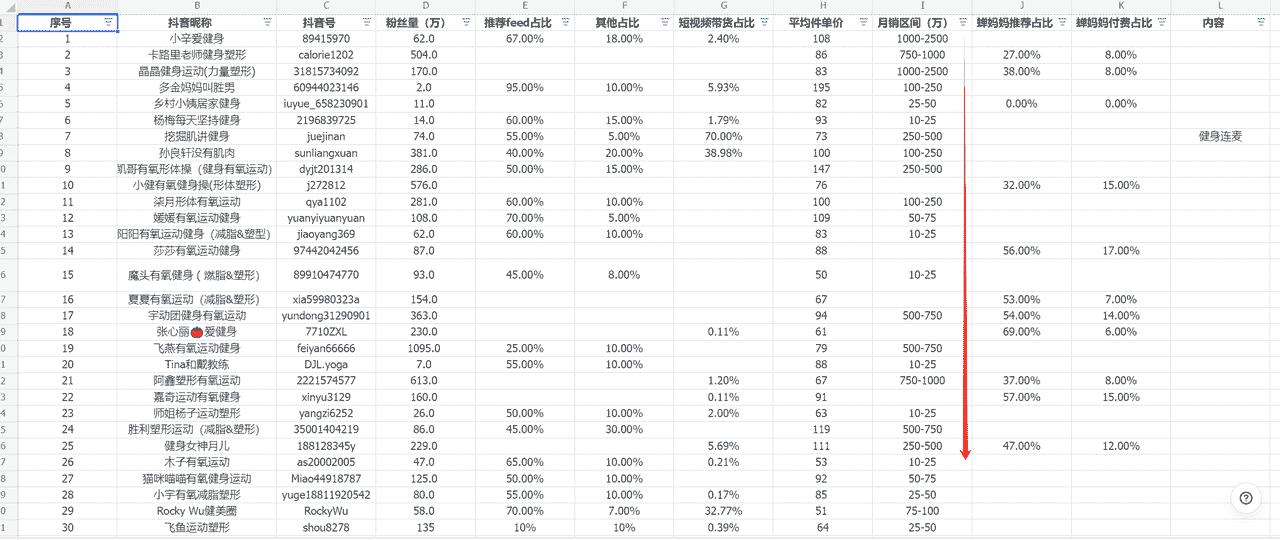 A B C D E F G H I J K L
序号 抖音昵称 抖音号 粉丝量（万） 推荐feed占比 其他占比 短视频带货占比 平均件单价 月销区间（万） 蝉妈妈推荐占比 蝉妈妈付费占比 内容
1 小辛爱健身 89415970 62.0 67.00% 18.00% 2.40% 108 1000-2500
2 卡路里老师健身塑形 calorie1202 504.0 86 750-1000 27.00% 8.00%
3 晶晶健身运动(力量塑形) 31815734092 170.0 83 1000-2500 38.00% 8.00%
4 多金妈妈叫胜男 60944023146 2.0 95.00% 10.00% 5.93% 195 100-250
5 乡村小姨居家健身 iuyue_658230901 11.0 82 25-50 0.00% 0.00%
6 杨梅每天坚持健身 2196839725 14.0 60.00% 15.00% 1.79% 93 10-25
7 挖掘肌讲健身 juejinan 74.0 55.00% 5.00% 70.00% 73 250-500 健身连麦
8 孙良轩没有肌肉 sunliangxuan 381.0 40.00% 20.00% 38.98% 100 100-250
9 凯哥有氧形体操（健身有氧运动） dyjt201314 286.0 50.00% 15.00% 147 250-500
10 小健有氧健身操(形体塑形) j272812 576.0 76 32.00% 15.00%
11 柒月形体有氧运动 qya1102 281.0 60.00% 10.00% 100 100-250
12 媛媛有氧运动健身 yuanyiyuanyuan 108.0 70.00% 5.00% 109 50-75
13 阳阳有氧运动健身（减脂&塑型） jiaoyang369 62.0 60.00% 10.00% 83 10-25
14 莎莎有氧运动健身 97442042456 87.0 88 56.00% 17.00%
15 魔头有氧健身 ( 燃脂&塑形) 89910474770 93.0 45.00% 8.00% 50 10-25
16 夏夏有氧运动（减脂&塑形） xia59980323a 154.0 67 53.00% 7.00%
17 宇动团健身有氧运动 yundong31290901 363.0 94 500-750 54.00% 14.00%
18 张心丽🍅爱健身 7710ZXL 230.0 0.11% 61 69.00% 6.00%
19 飞燕有氧运动健身 feiyan66666 1095.0 25.00% 10.00% 79 500-750
20 Tina和戴教练 DJL.yoga 7.0 55.00% 10.00% 88 10-25
21 阿鑫塑形有氧运动 2221574577 613.0 1.20% 67 750-1000 37.00% 8.00%
22 嘉奇运动有氧健身 xinyu3129 160.0 0.11% 91 57.00% 15.00%
23 师姐杨子运动塑形 yangzi6252 26.0 50.00% 10.00% 2.00% 63 10-25
24 胜利塑形运动（减脂&塑形） 35001404219 86.0 45.00% 30.00% 119 500-750
25 健身女神月儿 188128345y 229.0 5.69% 111 250-500 47.00% 12.00%
26 木子有氧运动 as20002005 47.0 65.00% 10.00% 0.21% 53 10-25
27 猫咪喵喵有氧健身运动 Miao44918787 125.0 50.00% 10.00% 92 50-75
28 小宇有氧减脂塑形 yuge18811920542 80.0 55.00% 10.00% 0.17% 85 25-50
29 Rocky Wu健美圈 RockyWu 58.0 70.00% 7.00% 32.77% 51 75-100
30 飞鱼运动塑形 shou8278 135 10% 10% 0.39% 64 25-50